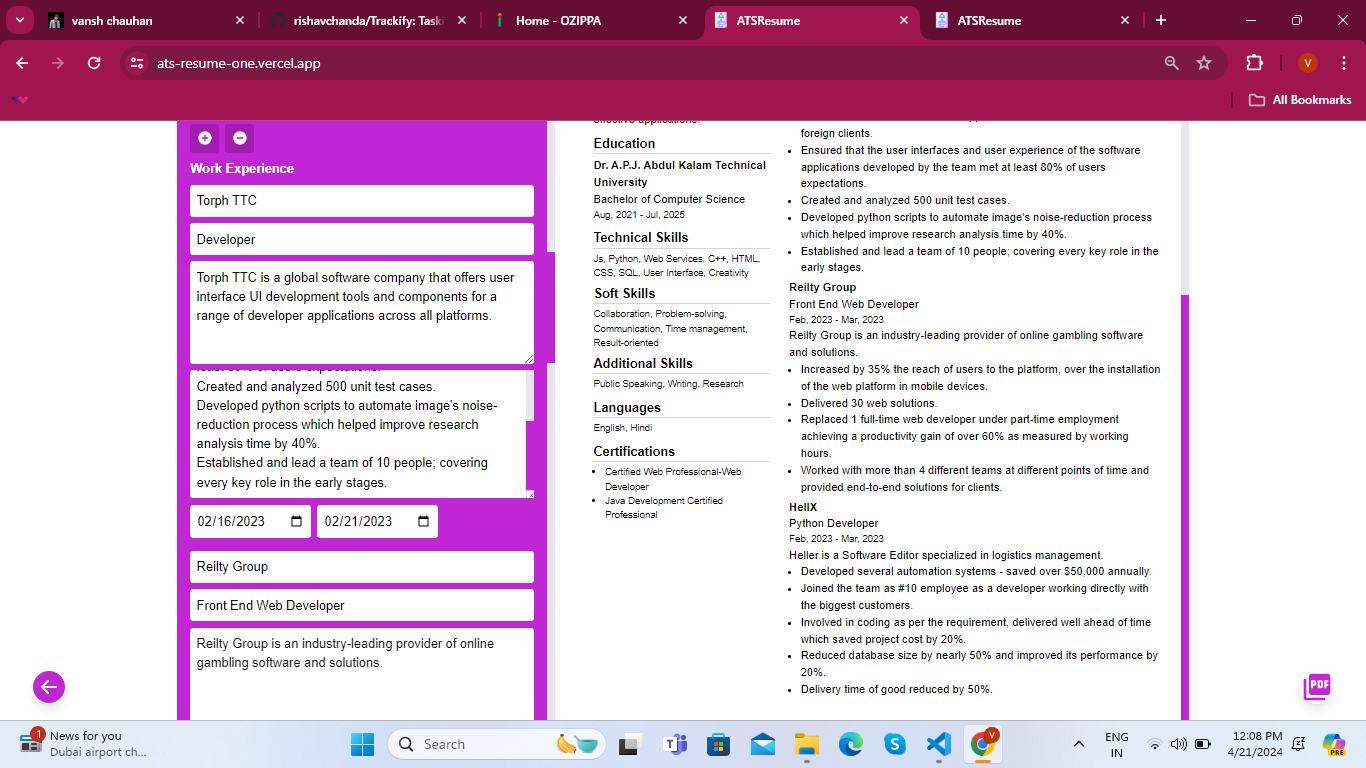 vansh chauhan
rishavchanda/Trackify: Taski
Home - OZIPPA
ATSResume
ATSResume
ats-resume-one.vercel.app
V
All Bookmarks
Work Experience
Torph TTC
Developer
Torph TTC is a global software company that offers user
interface UI development tools and components for a
range of developer applications across all platforms.
Created and analyzed 500 unit test cases.
Developed python scripts to automate image's noise-
reduction process which helped improve research
analysis time by 40%.
Established and lead a team of 10 people; covering
every key role in the early stages.
02/16/2023
02/21/2023
Reilty Group
Front End Web Developer
Reilty Group is an industry-leading provider of online
gambling software and solutions.
Education
Dr. A.P.J. Abdul Kalam Technical
University
Bachelor of Computer Science
Aug, 2021 - Jul, 2025
Technical Skills
Js, Python, Web Services, C++, HTML,
CSS, SQL, User Interface, Creativity
Soft Skills
Collaboration, Problem-solving,
Communication, Time management,
Result-oriented
Additional Skills
Public Speaking, Writing, Research
Languages
English, Hindi
Certifications
Certified Web Professional-Web
Developer
Java Development Certified
Professional
foreign clients.
Ensured that the user interfaces and user experience of the software
applications developed by the team met at least 80% of users
expectations.
Created and analyzed 500 unit test cases.
Developed python scripts to automate image's noise-reduction process
which helped improve research analysis time by 40%.
Established and lead a team of 10 people; covering every key role in the
early stages.
Reilty Group
Front End Web Developer
Feb, 2023 - Mar, 2023
Reilty Group is an industry-leading provider of online gambling software
and solutions.
Increased by 35% the reach of users to the platform, over the installation
of the web platform in mobile devices.
Delivered 30 web solutions.
Replaced 1 full-time web developer under part-time employment
achieving a productivity gain of over 60% as measured by working
hours.
Worked with more than 4 different teams at different points of time and
provided end-to-end solutions for clients.
HellX
Python Developer
Feb, 2023 - Mar, 2023
Heller is a Software Editor specialized in logistics management.
Developed several automation systems - saved over $50,000 annually.
Joined the team as #10 employee as a developer working directly with
the biggest customers.
Involved in coding as per the requirement, delivered well ahead of time
which saved project cost by 20%.
Reduced database size by nearly 50% and improved its performance by
20%.
Delivery time of good reduced by 50%.
PDF
1
News for you
Dubai airport ch...
Search
V
ENG
IN
12:08 PM
4/21/2024
PRE